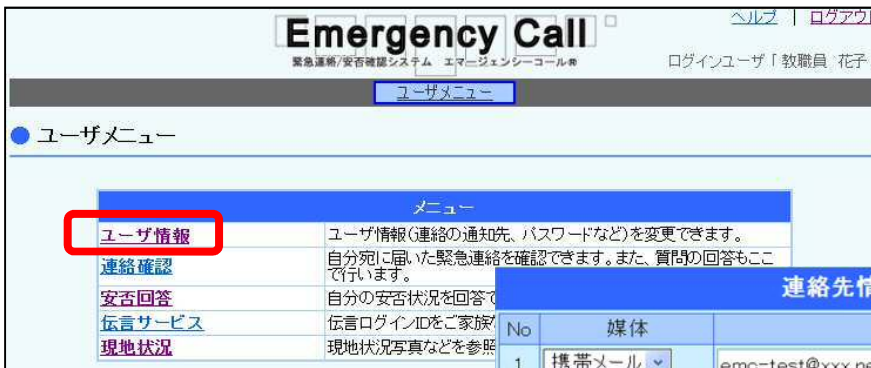 ヘルプ | ログアウ
Emergency Call
緊急連絡/安否確認システム エマージェンシーコール®
ログインユーザ「教職員 花子
ユーザメニュー
ユーザメニュー
メニュー
ユーザ情報 ユーザ情報(連絡の通知先、パスワードなど)を変更できます。
連絡確認 自分宛に届いた緊急連絡を確認できます。また、質問の回答もここ
で行います。
安否回答 自分の安否状況を回答で
伝言サービス 伝言ログインIDをご家族
現地状況 現地状況写真などを参照
連絡先情
No 媒体
1 携帯メール emc-test@xxx.ne